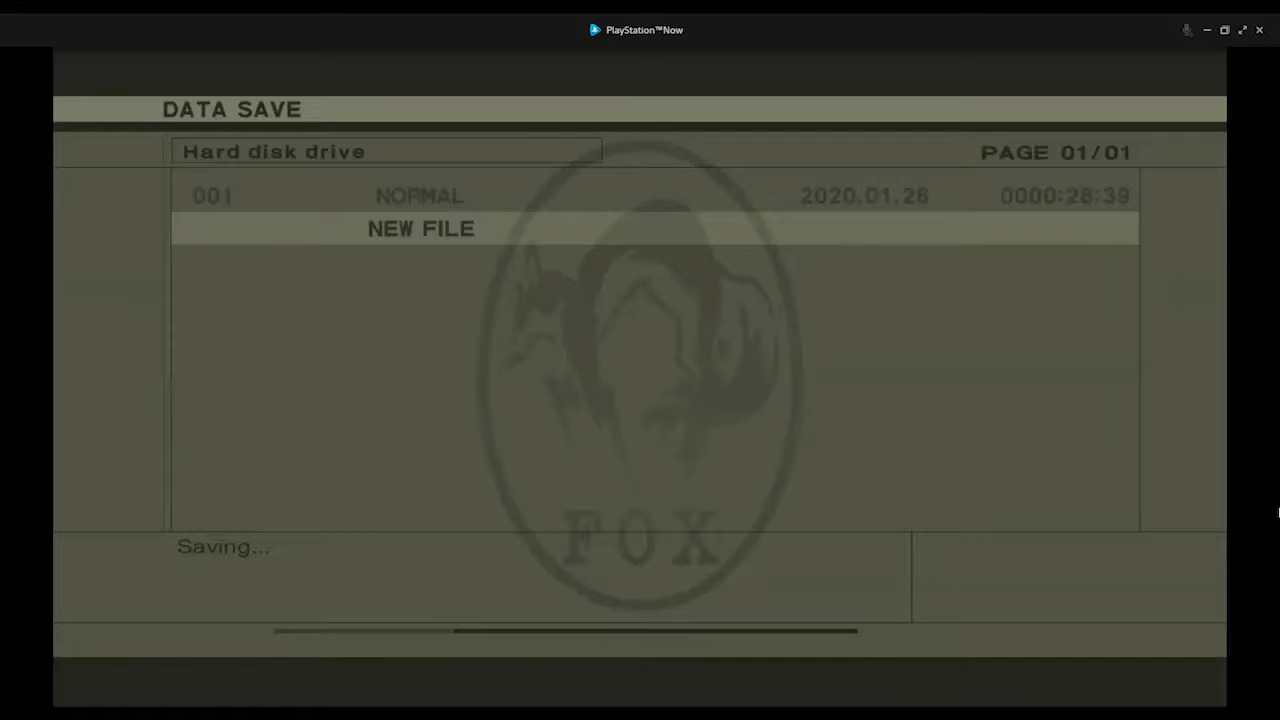 PlayStation™Now
DATA SAVE
Hard disk drive
PAGE 01/01
001 NORMAL 2020.01.26 0000:28:39
NEW FILE
FOX
Saving...